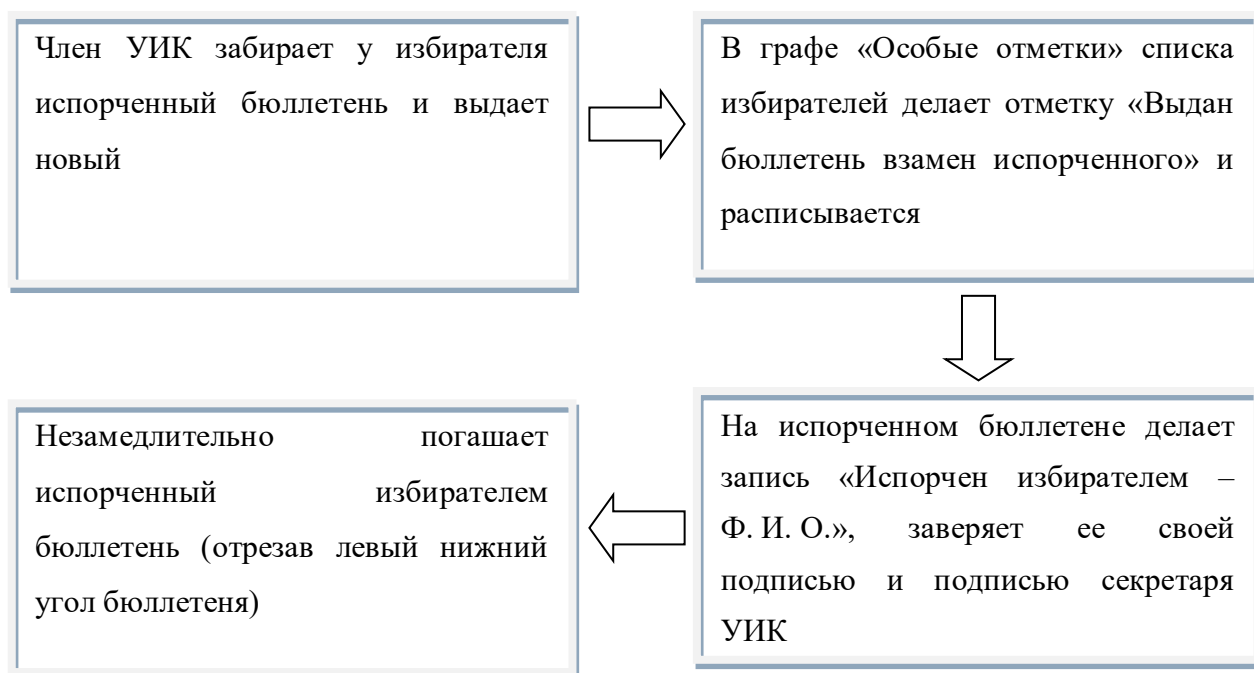 Член УИК забирает у избирателя
испорченный бюллетень и выдает
новый
В графе «Особые отметки» списка
избирателей делает отметку «Выдан
бюллетень взамен испорченного» и
расписывается
На испорченном бюллетене делает
запись «Испорчен избирателем –
Ф. И. О.», заверяет ее своей
подписью и подписью секретаря
УИК
Незамедлительно погашает
испорченный избирателем
бюллетень (отрезав левый нижний
угол бюллетеня)